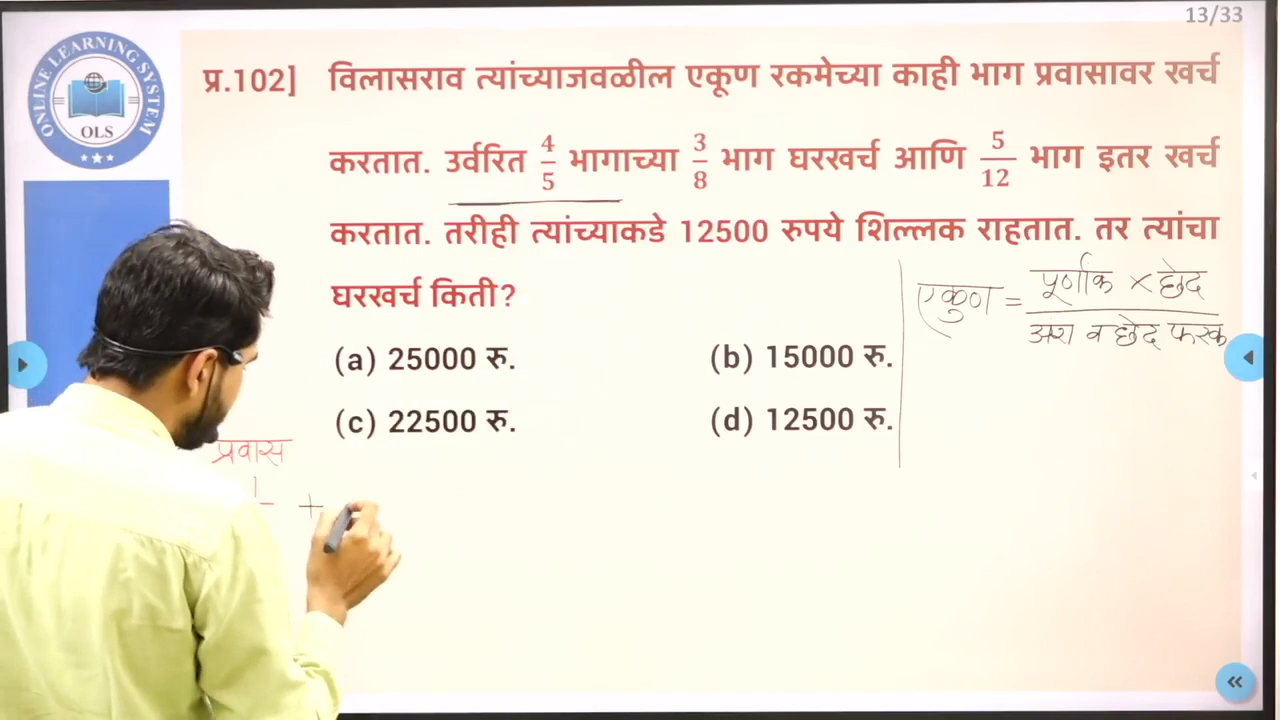 13/33
ONLINE LEARNING SYSTEM
OLS
प्र.102] विलासराव त्यांच्याजवळील एकूण रकमेच्या काही भाग प्रवासावर खर्च
करतात. उर्वरित 4/5 भागाच्या 3/8 भाग घरखर्च आणि 5/12 भाग इतर खर्च
करतात. तरीही त्यांच्याकडे 12500 रुपये शिल्लक राहतात. तर त्यांचा
घरखर्च किती?
एकुण = पूर्णांक × छेद / अंश व छेद फरक
(a) 25000 रु. (b) 15000 रु.
(c) 22500 रु. (d) 12500 रु.
प्रवास
1 +